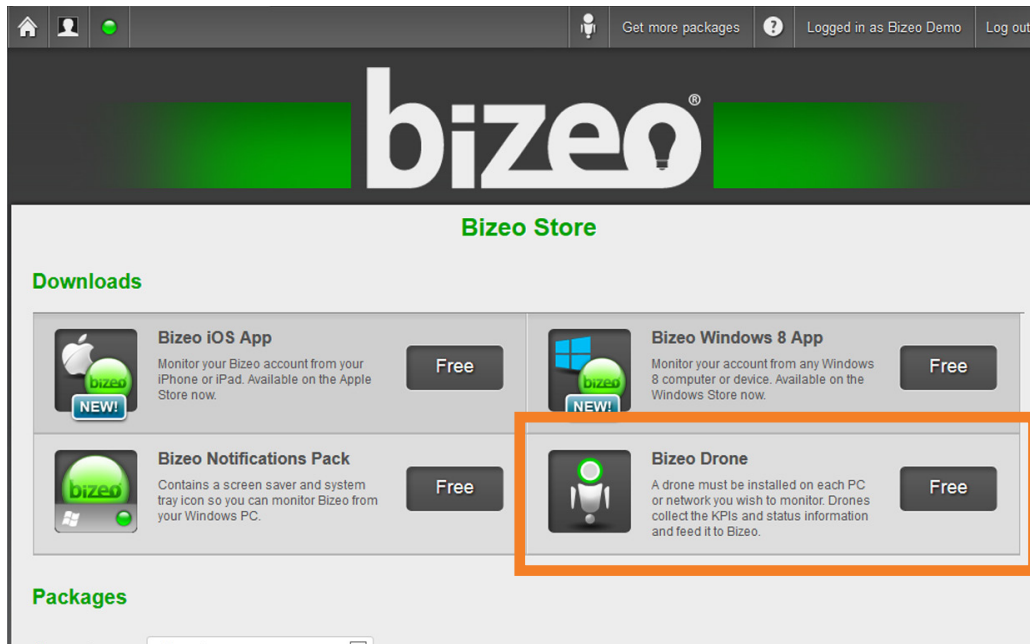 Get more packages
?
Logged in as Bizeo Demo
Log out
bizeo®
Bizeo Store
Downloads
bizeo
NEW!
Bizeo iOS App
Monitor your Bizeo account from your
iPhone or iPad. Available on the Apple
Store now.
Free
bizeo
NEW!
Bizeo Windows 8 App
Monitor your account from any Windows
8 computer or device. Available on the
Windows Store now.
Free
bizeo
Bizeo Notifications Pack
Contains a screen saver and system
tray icon so you can monitor Bizeo from
your Windows PC.
Free
Bizeo Drone
A drone must be installed on each PC
or network you wish to monitor. Drones
collect the KPIs and status information
and feed it to Bizeo.
Free
Packages